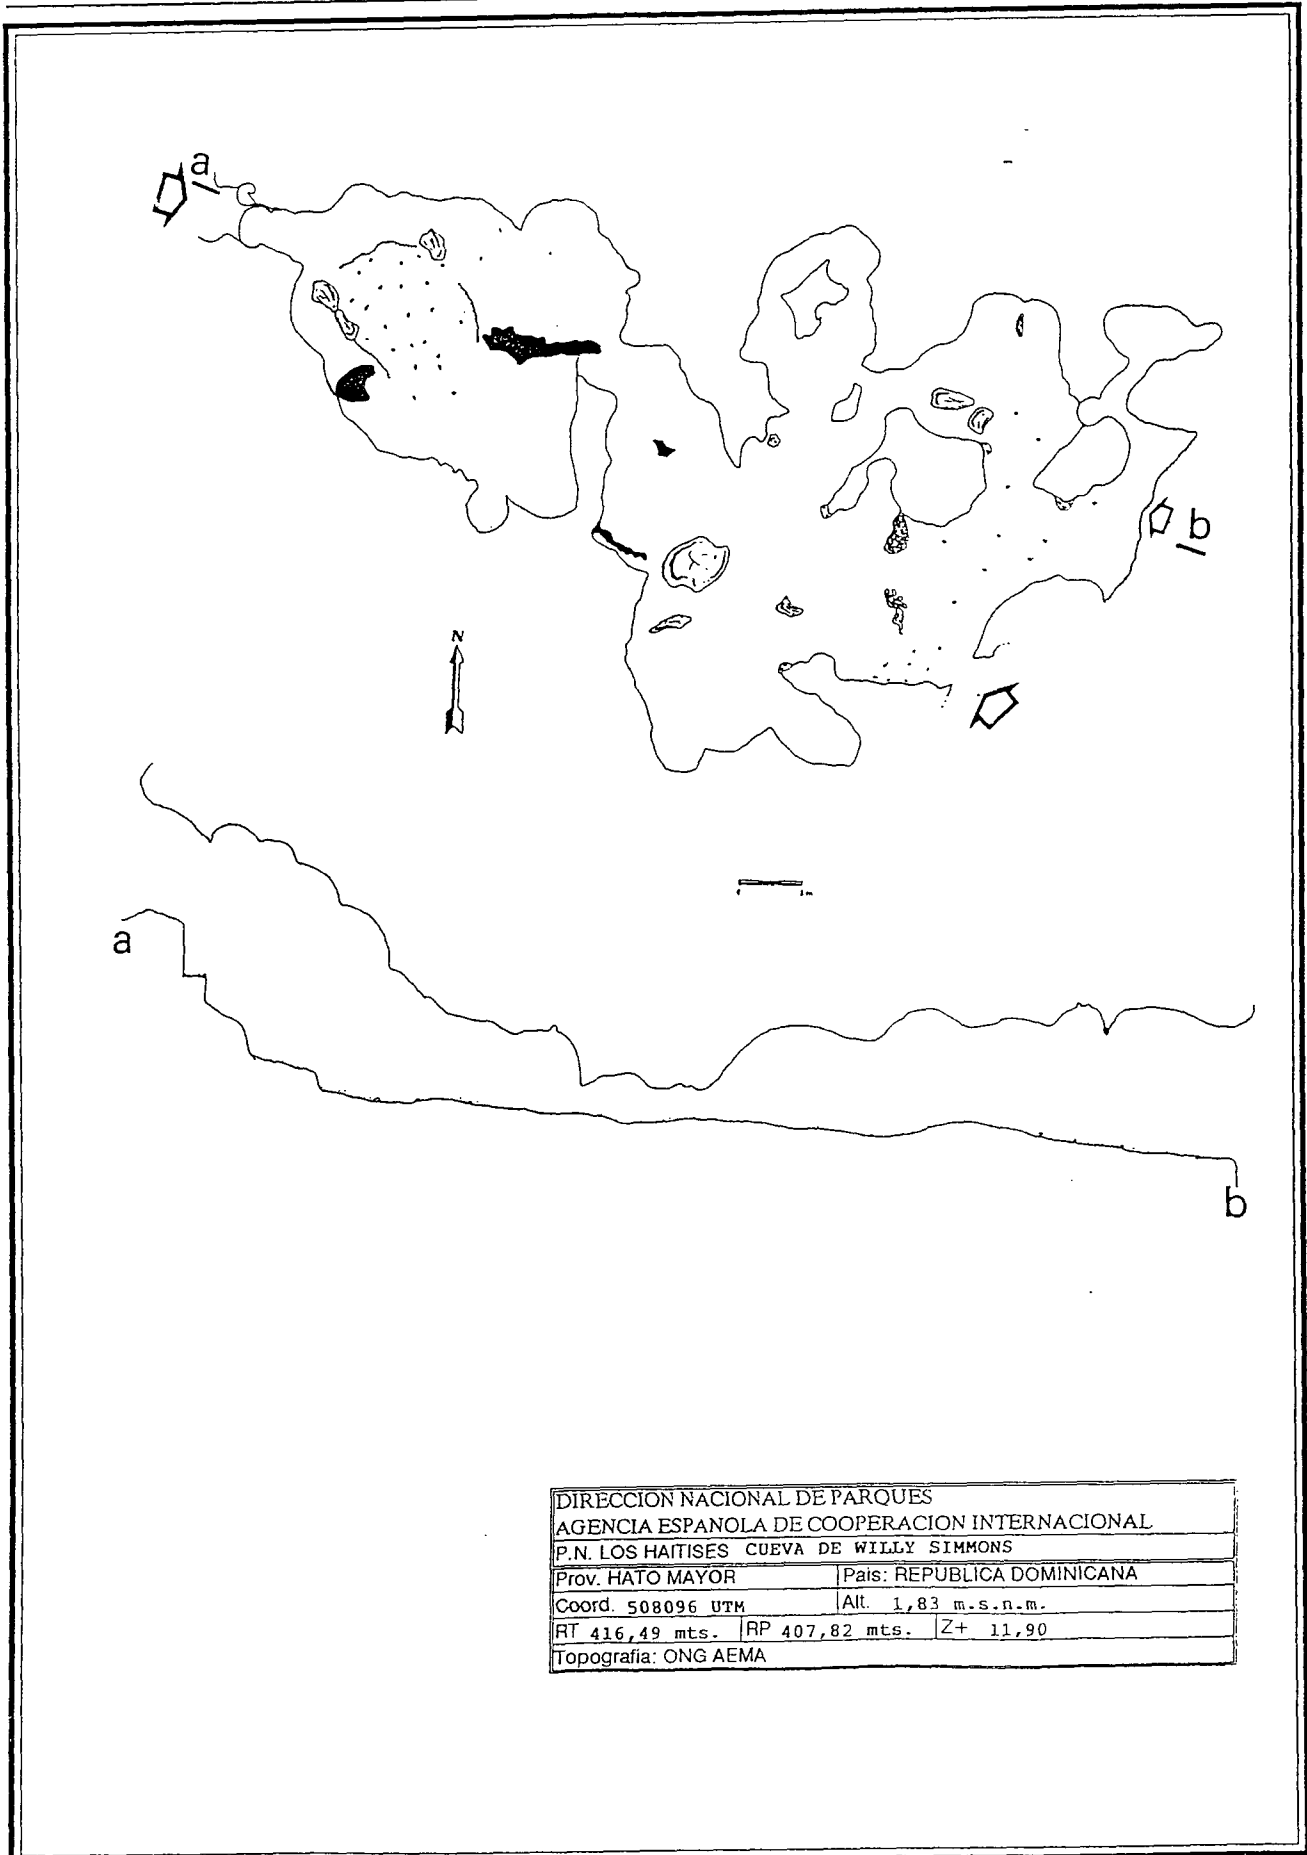 a
b
N
a
b
DIRECCION NACIONAL DE PARQUES
AGENCIA ESPANOLA DE COOPERACION INTERNACIONAL
P.N. LOS HAITISES CUEVA DE WILLY SIMMONS
Prov. HATO MAYOR Pais: REPUBLICA DOMINICANA
Coord. 508096 UTM Alt. 1,83 m.s.n.m.
RT 416,49 mts. RP 407,82 mts. Z+ 11,90
Topografia: ONG AEMA